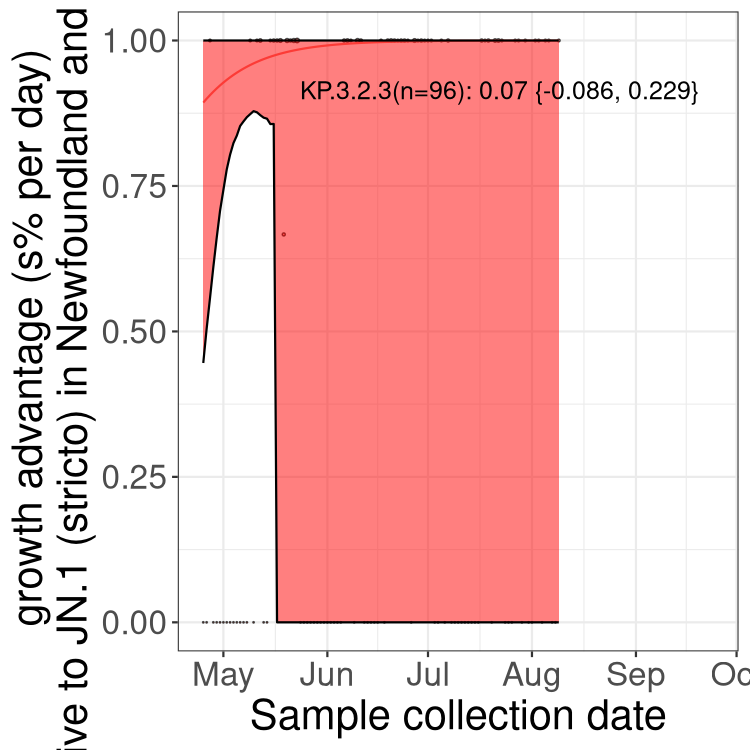 growth advantage (s% per day)
ive to JN.1 (stricto) in Newfoundland and
1.00
0.75
0.50
0.25
0.00
KP.3.2.3(n=96): 0.07 {-0.086, 0.229}
May Jun Jul Aug Sep Oc
Sample collection date